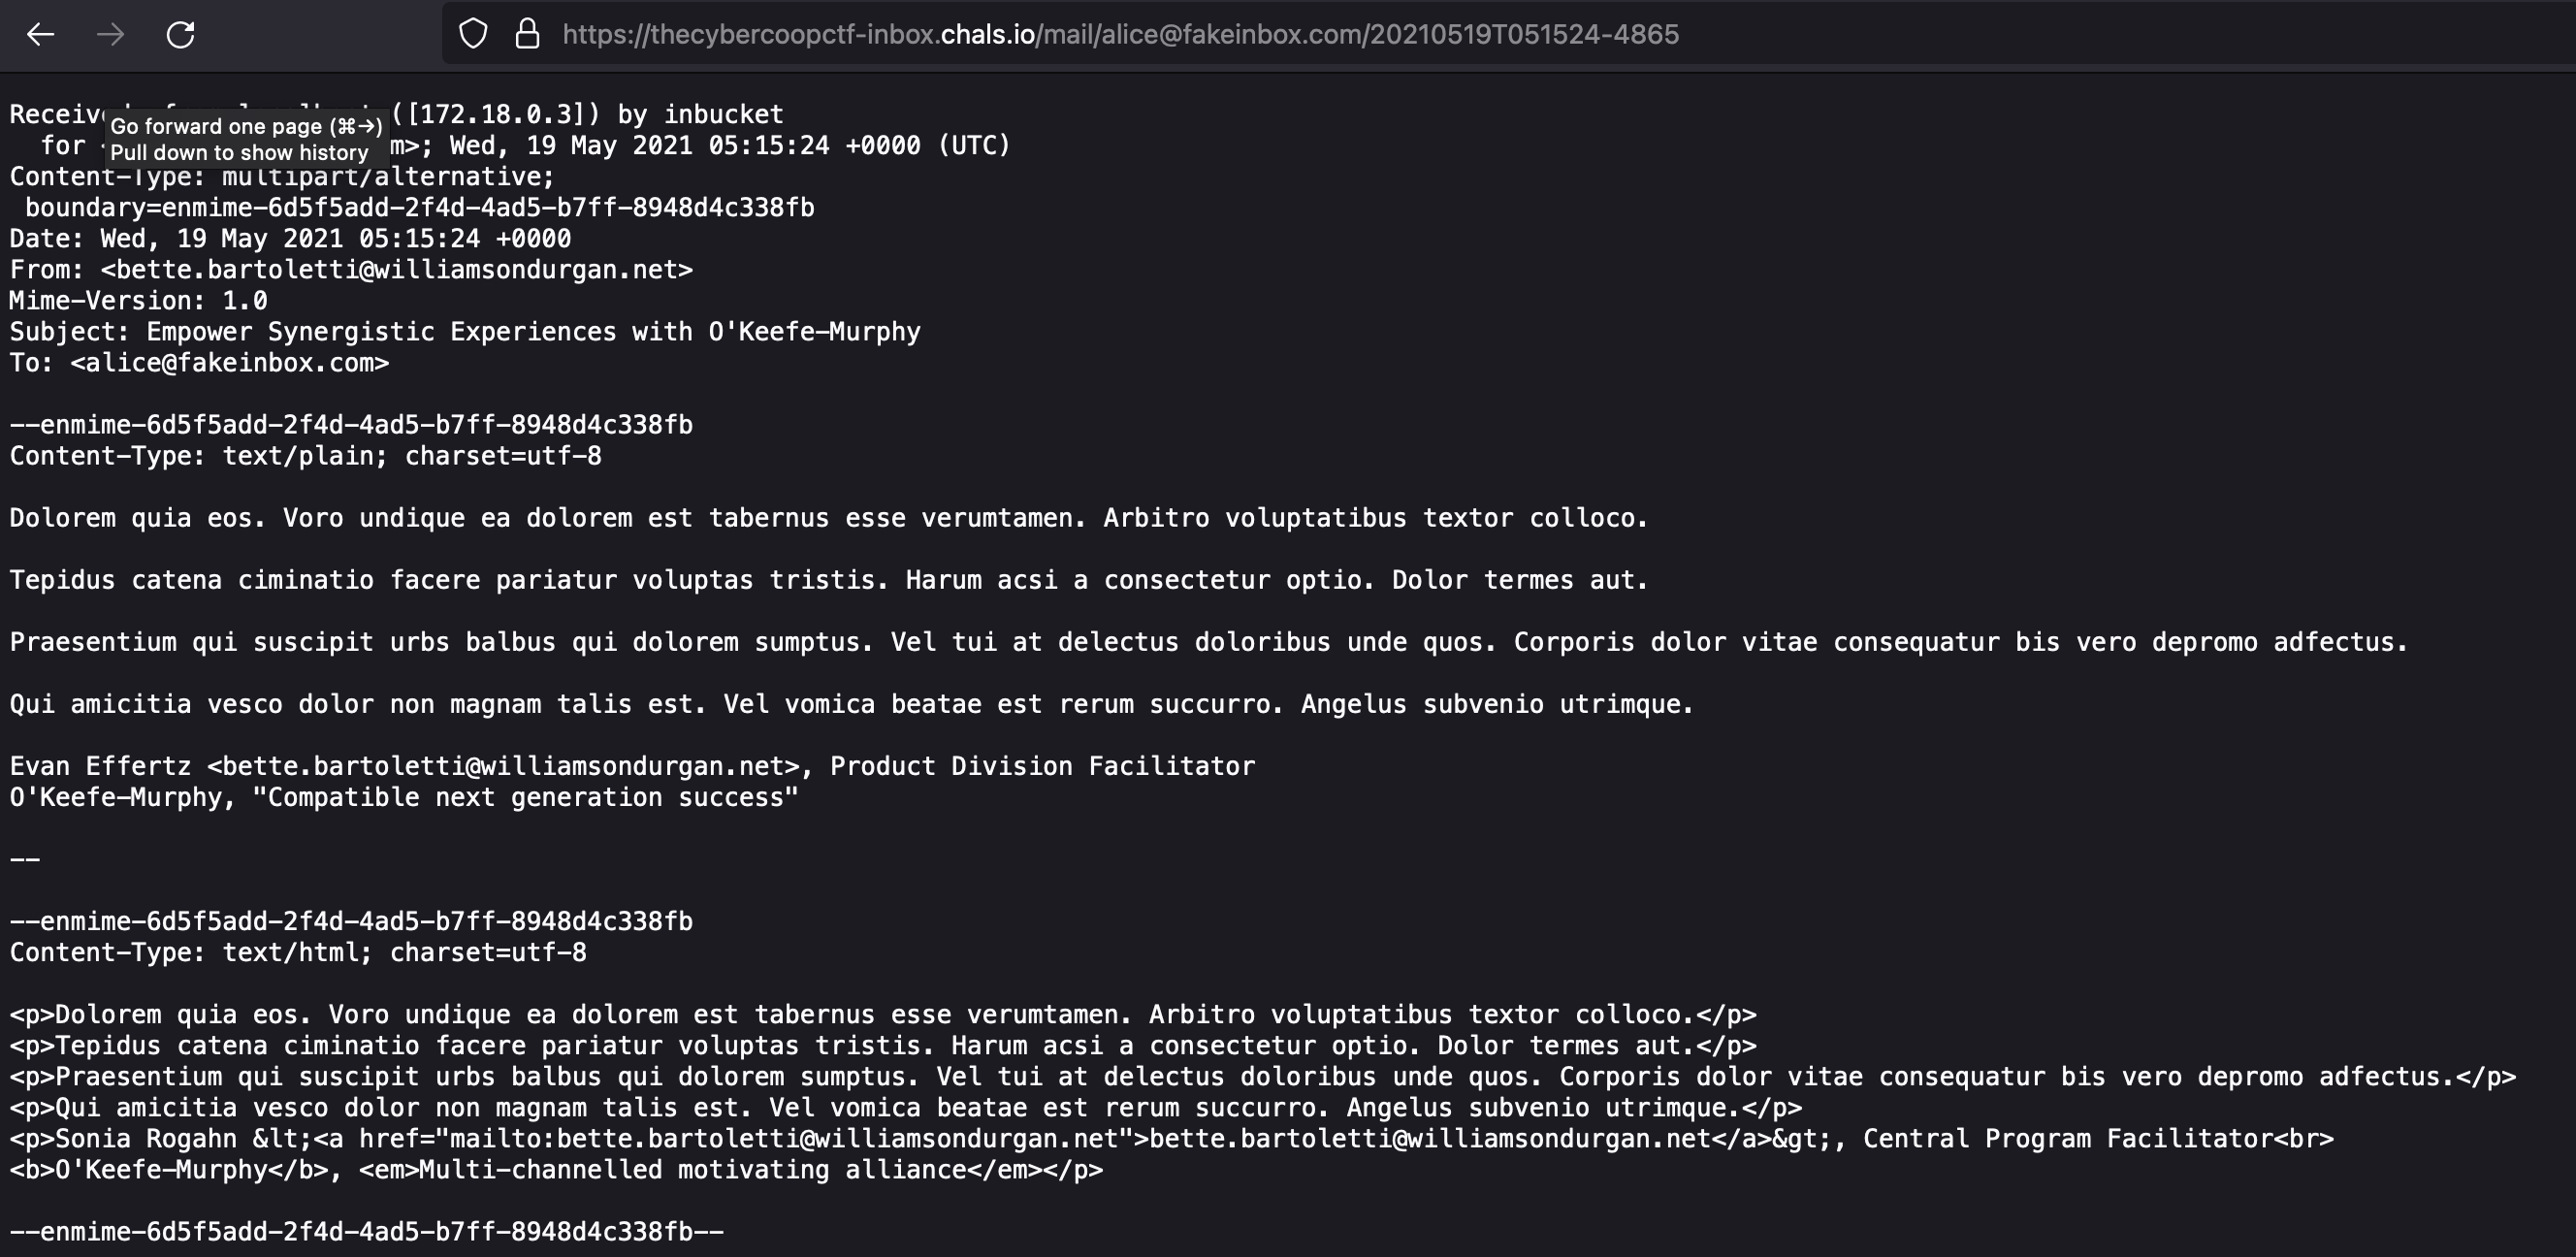 https://thecybercoopctf-inbox.chals.io/mail/alice@fakeinbox.com/20210519T051524-4865
([172.18.0.3]) by inbucket
Go forward one page (⌘→)
for m>; Wed, 19 May 2021 05:15:24 +0000 (UTC)
Pull down to show history
Content-Type: multipart/alternative;
boundary=enmime-6d5f5add-2f4d-4ad5-b7ff-8948d4c338fb
Date: Wed, 19 May 2021 05:15:24 +0000
From: <bette.bartoletti@williamsondurgan.net>
Mime-Version: 1.0
Subject: Empower Synergistic Experiences with O'Keefe-Murphy
To: <alice@fakeinbox.com>
--enmime-6d5f5add-2f4d-4ad5-b7ff-8948d4c338fb
Content-Type: text/plain; charset=utf-8
Dolorem quia eos. Voro undique ea dolorem est tabernus esse verumtamen. Arbitro voluptatibus textor colloco.
Tepidus catena ciminatio facere pariatur voluptas tristis. Harum acsi a consectetur optio. Dolor termes aut.
Praesentium qui suscipit urbs balbus qui dolorem sumptus. Vel tui at delectus doloribus unde quos. Corporis dolor vitae consequatur bis vero depromo adfectus.
Qui amicitia vesco dolor non magnam talis est. Vel vomica beatae est rerum succurro. Angelus subvenio utrimque.
Evan Effertz <bette.bartoletti@williamsondurgan.net>, Product Division Facilitator
O'Keefe-Murphy, "Compatible next generation success"
--
--enmime-6d5f5add-2f4d-4ad5-b7ff-8948d4c338fb
Content-Type: text/html; charset=utf-8
<p>Dolorem quia eos. Voro undique ea dolorem est tabernus esse verumtamen. Arbitro voluptatibus textor colloco.</p>
<p>Tepidus catena ciminatio facere pariatur voluptas tristis. Harum acsi a consectetur optio. Dolor termes aut.</p>
<p>Praesentium qui suscipit urbs balbus qui dolorem sumptus. Vel tui at delectus doloribus unde quos. Corporis dolor vitae consequatur bis vero depromo adfectus.</p>
<p>Qui amicitia vesco dolor non magnam talis est. Vel vomica beatae est rerum succurro. Angelus subvenio utrimque.</p>
<p>Sonia Rogahn &lt;<a href="mailto:bette.bartoletti@williamsondurgan.net">bette.bartoletti@williamsondurgan.net</a>&gt;, Central Program Facilitator<br>
<b>O'Keefe-Murphy</b>, <em>Multi-channelled motivating alliance</em></p>
--enmime-6d5f5add-2f4d-4ad5-b7ff-8948d4c338fb--